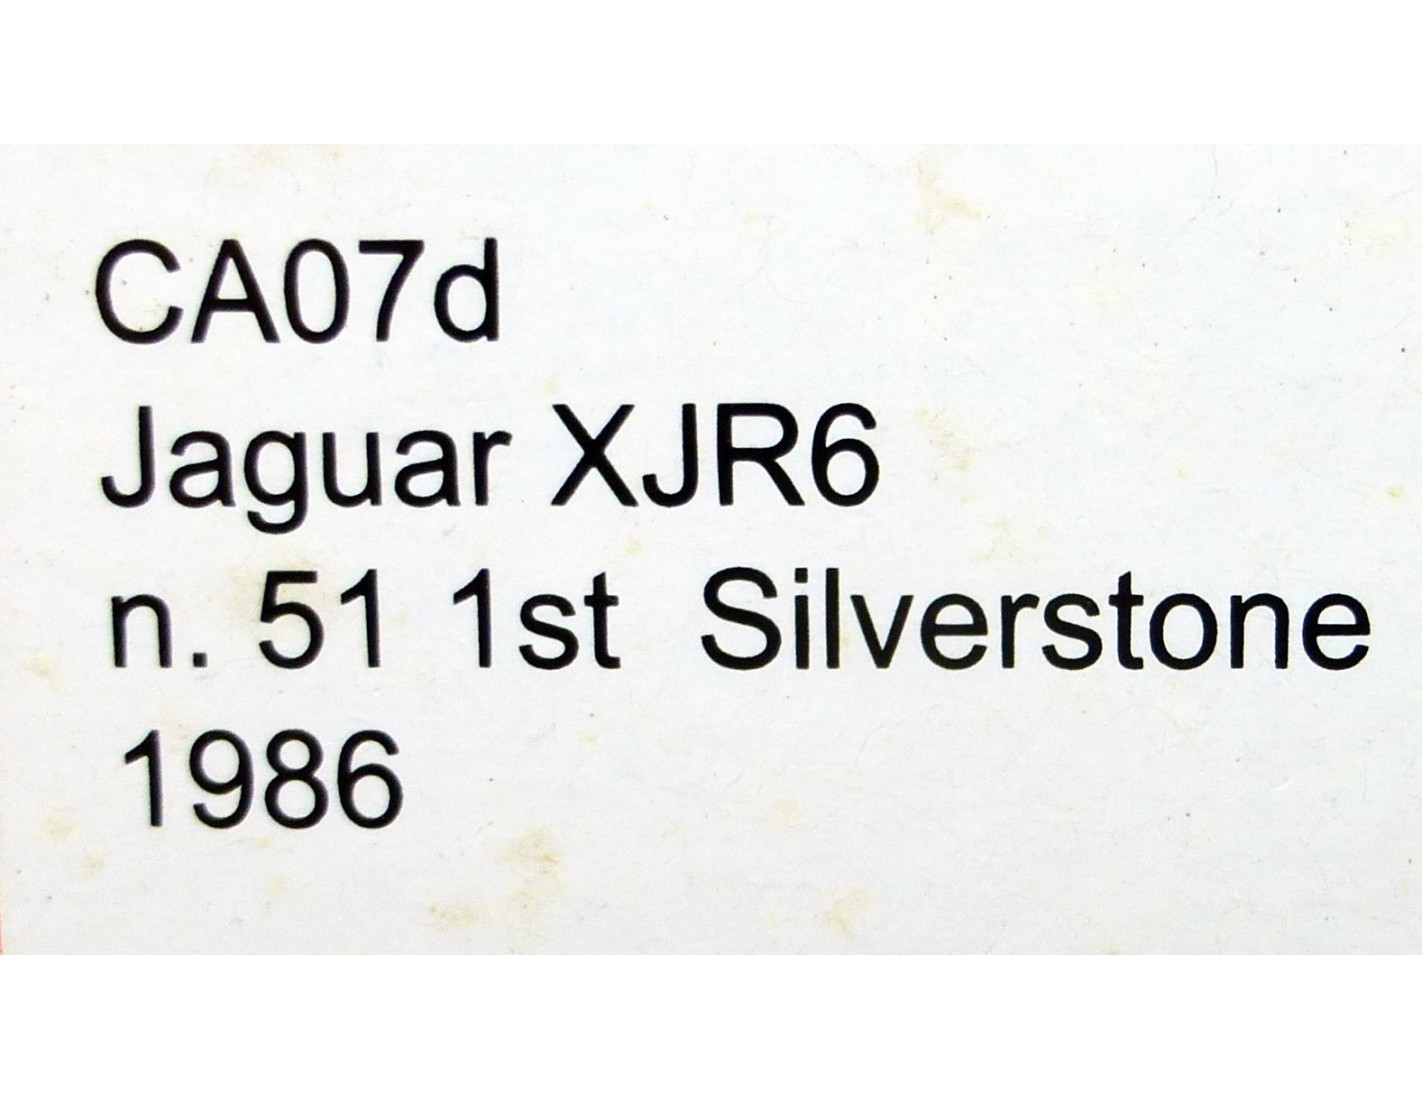 CA07d
Jaguar XJR6
n. 51 1st  Silverstone
1986